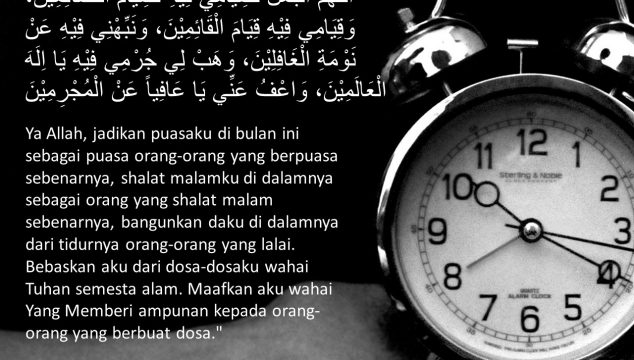 وَقِيَامِي فِيْهِ قِيَامَ الْقَائِمِيْنَ، وَنَبِّهْنِي فِيْهِ عَنْ
نَوْمَةِ الْغَافِلِيْنَ، وَهَبْ لِي جُرْمِي فِيْهِ يَا اِلَهَ
الْعَالَمِيْنَ، وَاعْفُ عَنِّي يَا عَافِياً عَنْ الْمُجْرِمِيْنَ
Ya Allah, jadikan puasaku di bulan ini
sebagai puasa orang-orang yang berpuasa
sebenarnya, shalat malamku di dalamnya
sebagai orang yang shalat malam
sebenarnya, bangunkan daku di dalamnya
dari tidurnya orang-orang yang lalai.
Bebaskan aku dari dosa-dosaku wahai
Tuhan semesta alam. Maafkan aku wahai
Yang Memberi ampunan kepada orang-
orang yang berbuat dosa."
12
1
2
3
4
5
6
7
8
9
10
11
Sterling & Noble
ALARM CLOCK